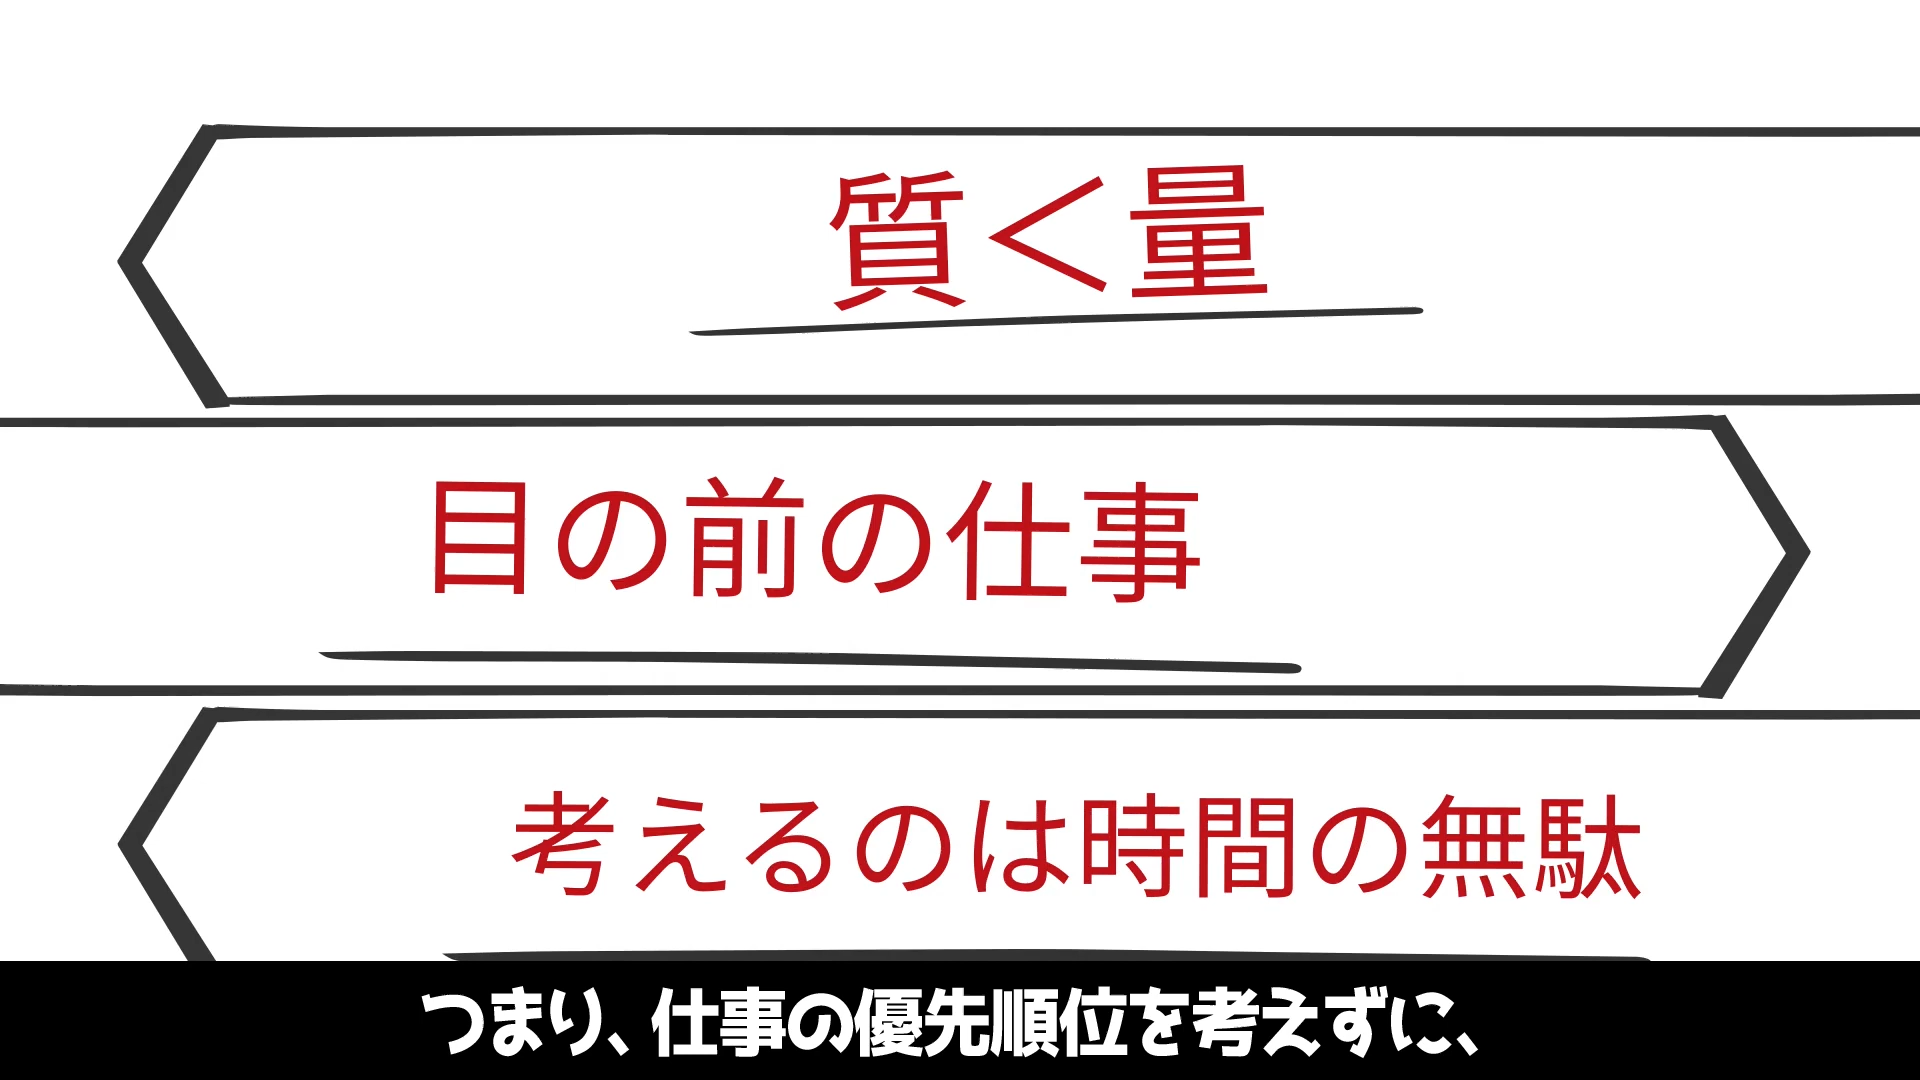 質＜量
目の前の仕事
考えるのは時間の無駄
つまり、仕事の優先順位を考えずに、